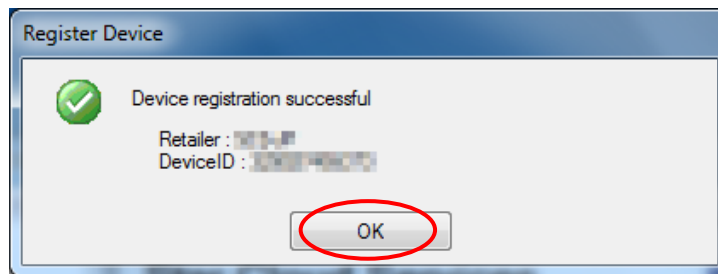 Register Device
Device registration successful
Retailer :
DeviceID :
OK